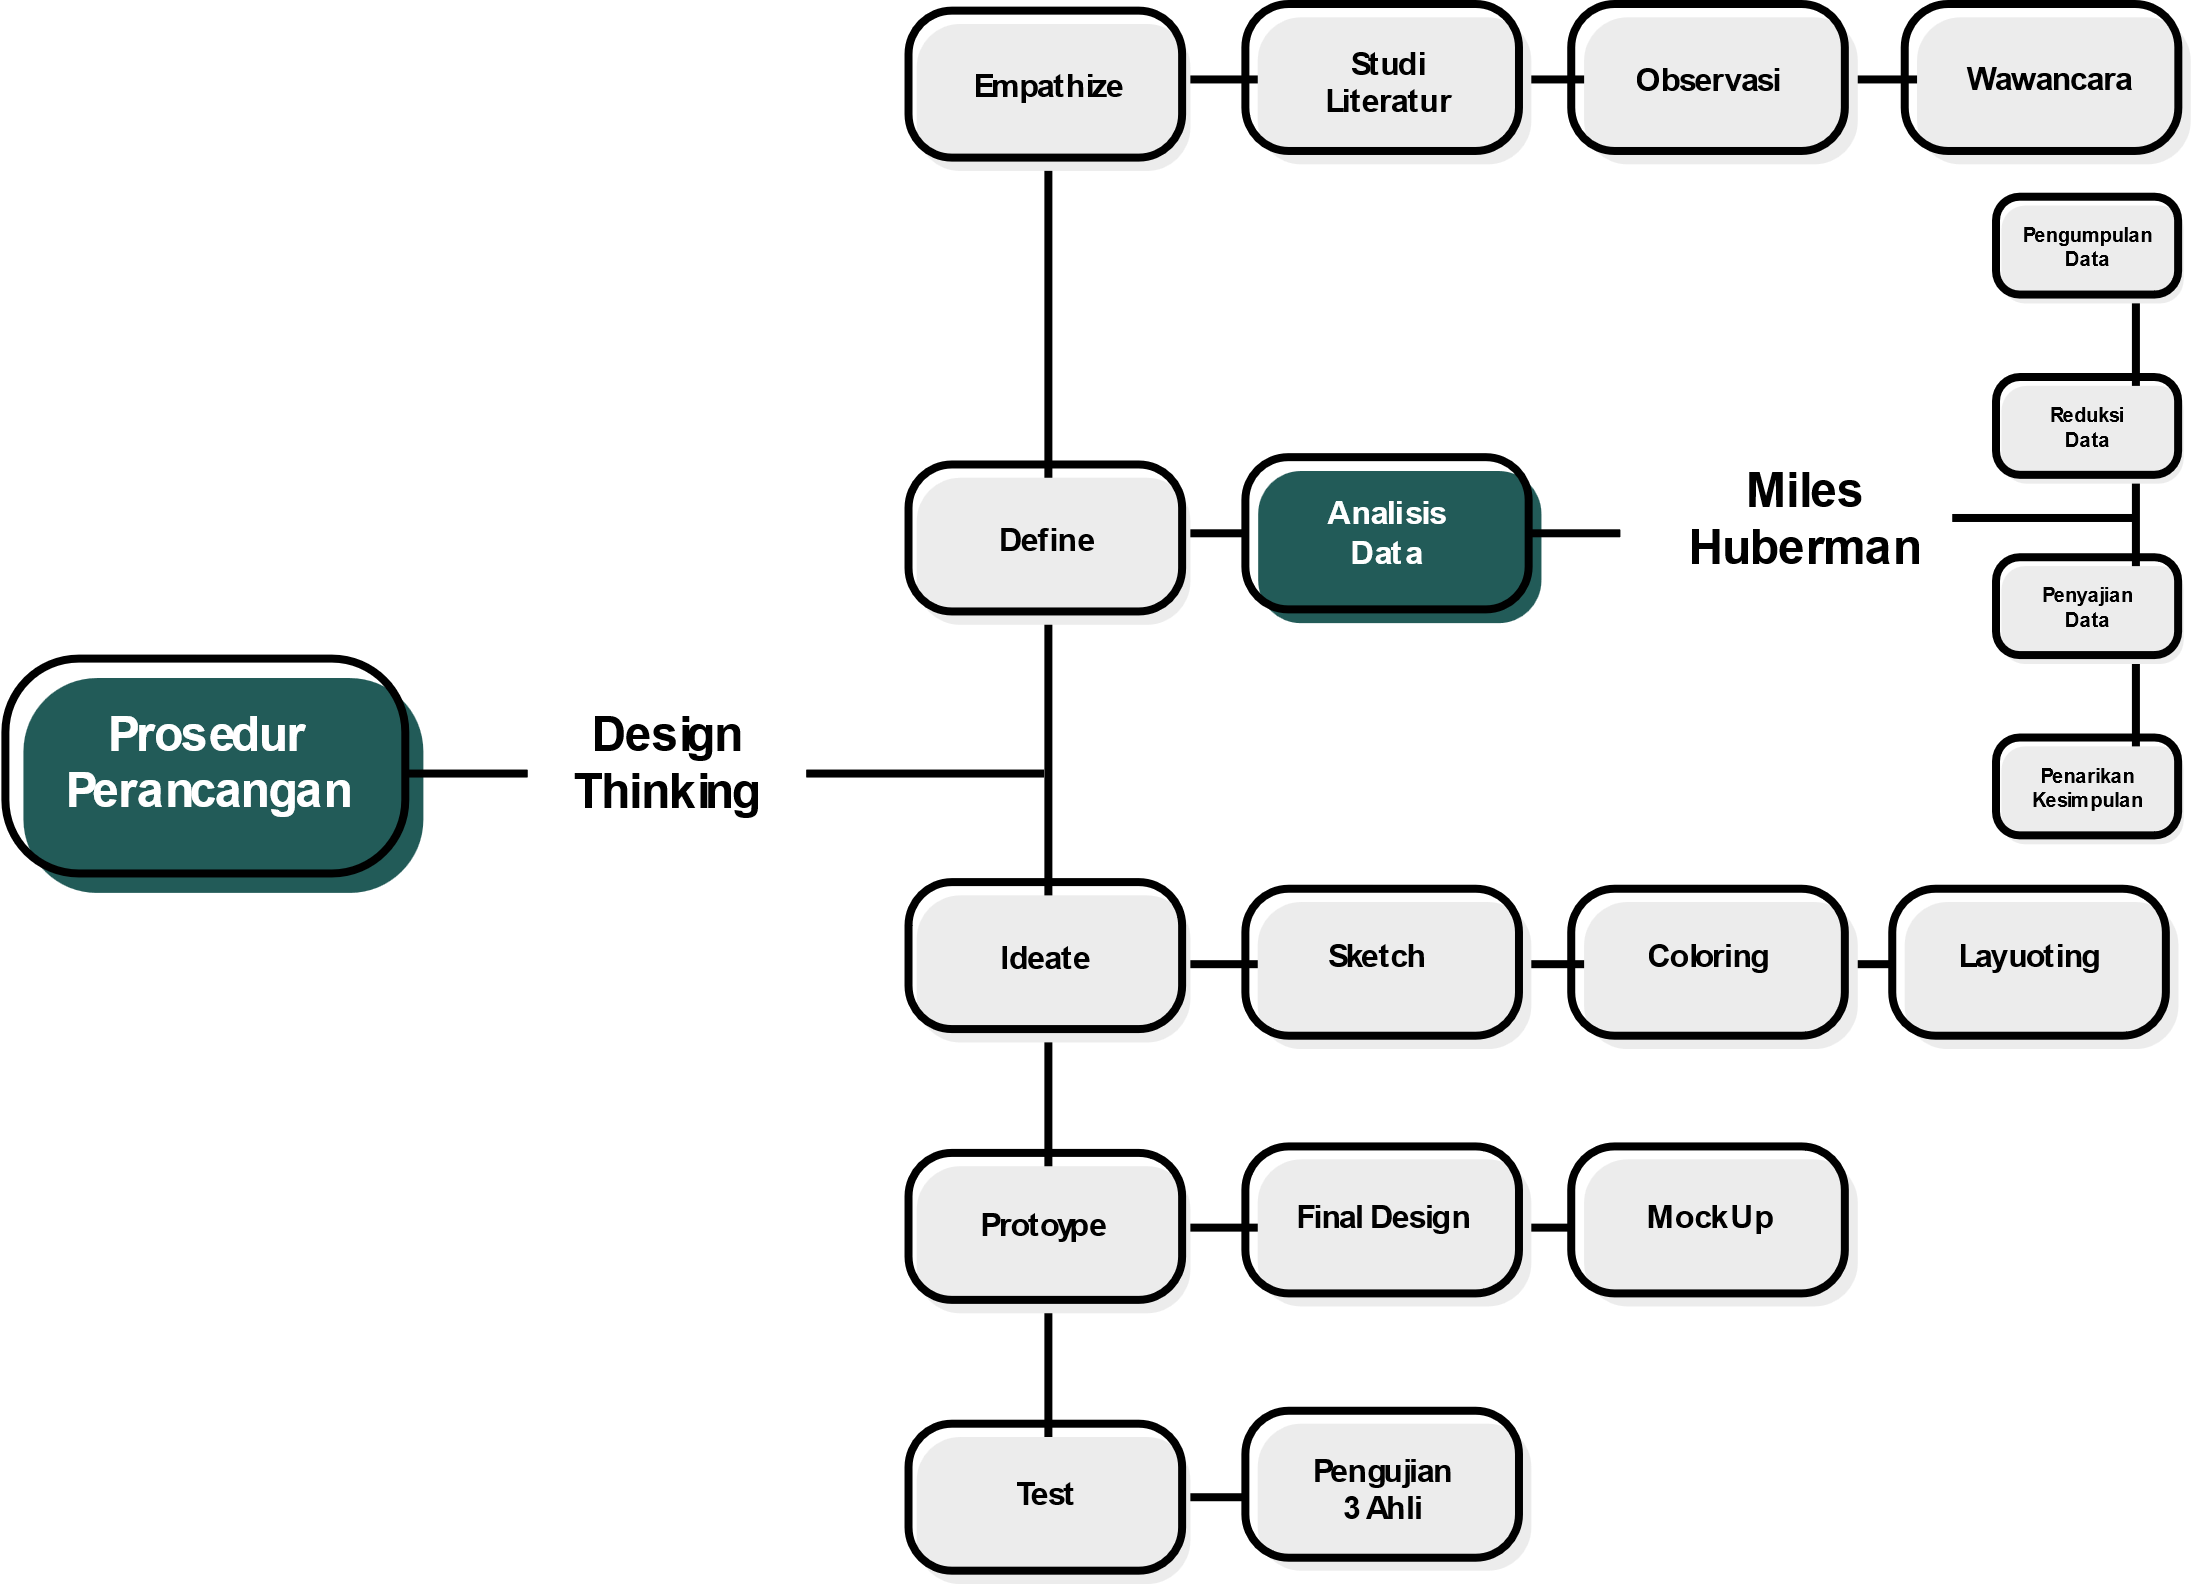 Empathize
Studi
Literatur
Observasi
Wawancara
Pengumpulan
Data
Reduksi
Data
Define
Analisis
Data
Miles
Huberman
Penyajian
Data
Prosedur
Perancangan
Design
Thinking
Penarikan
Kesimpulan
Ideate
Sketch
Coloring
Layuoting
Protoype
Final Design
MockUp
Test
Pengujian
3 Ahli